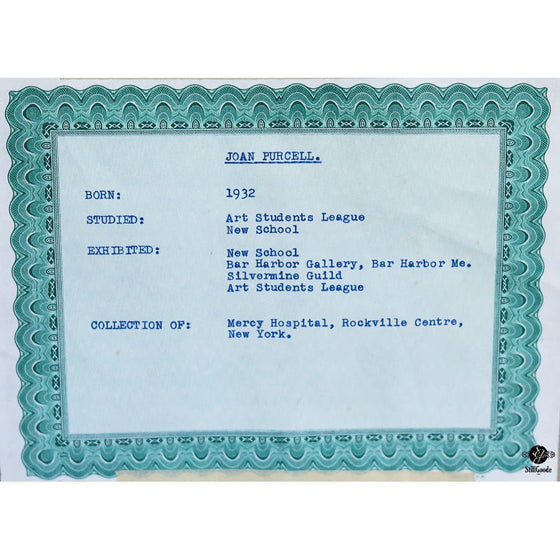 JOAN PURCELL.
BORN: 1932
STUDIED: Art Students League
New School
EXHIBITED: New School
Bar Harbor Gallery, Bar Harbor Me.
Silvermine Guild
Art Students League
COLLECTION OF: Mercy Hospital, Rockville Centre,
New York.
StillGoode